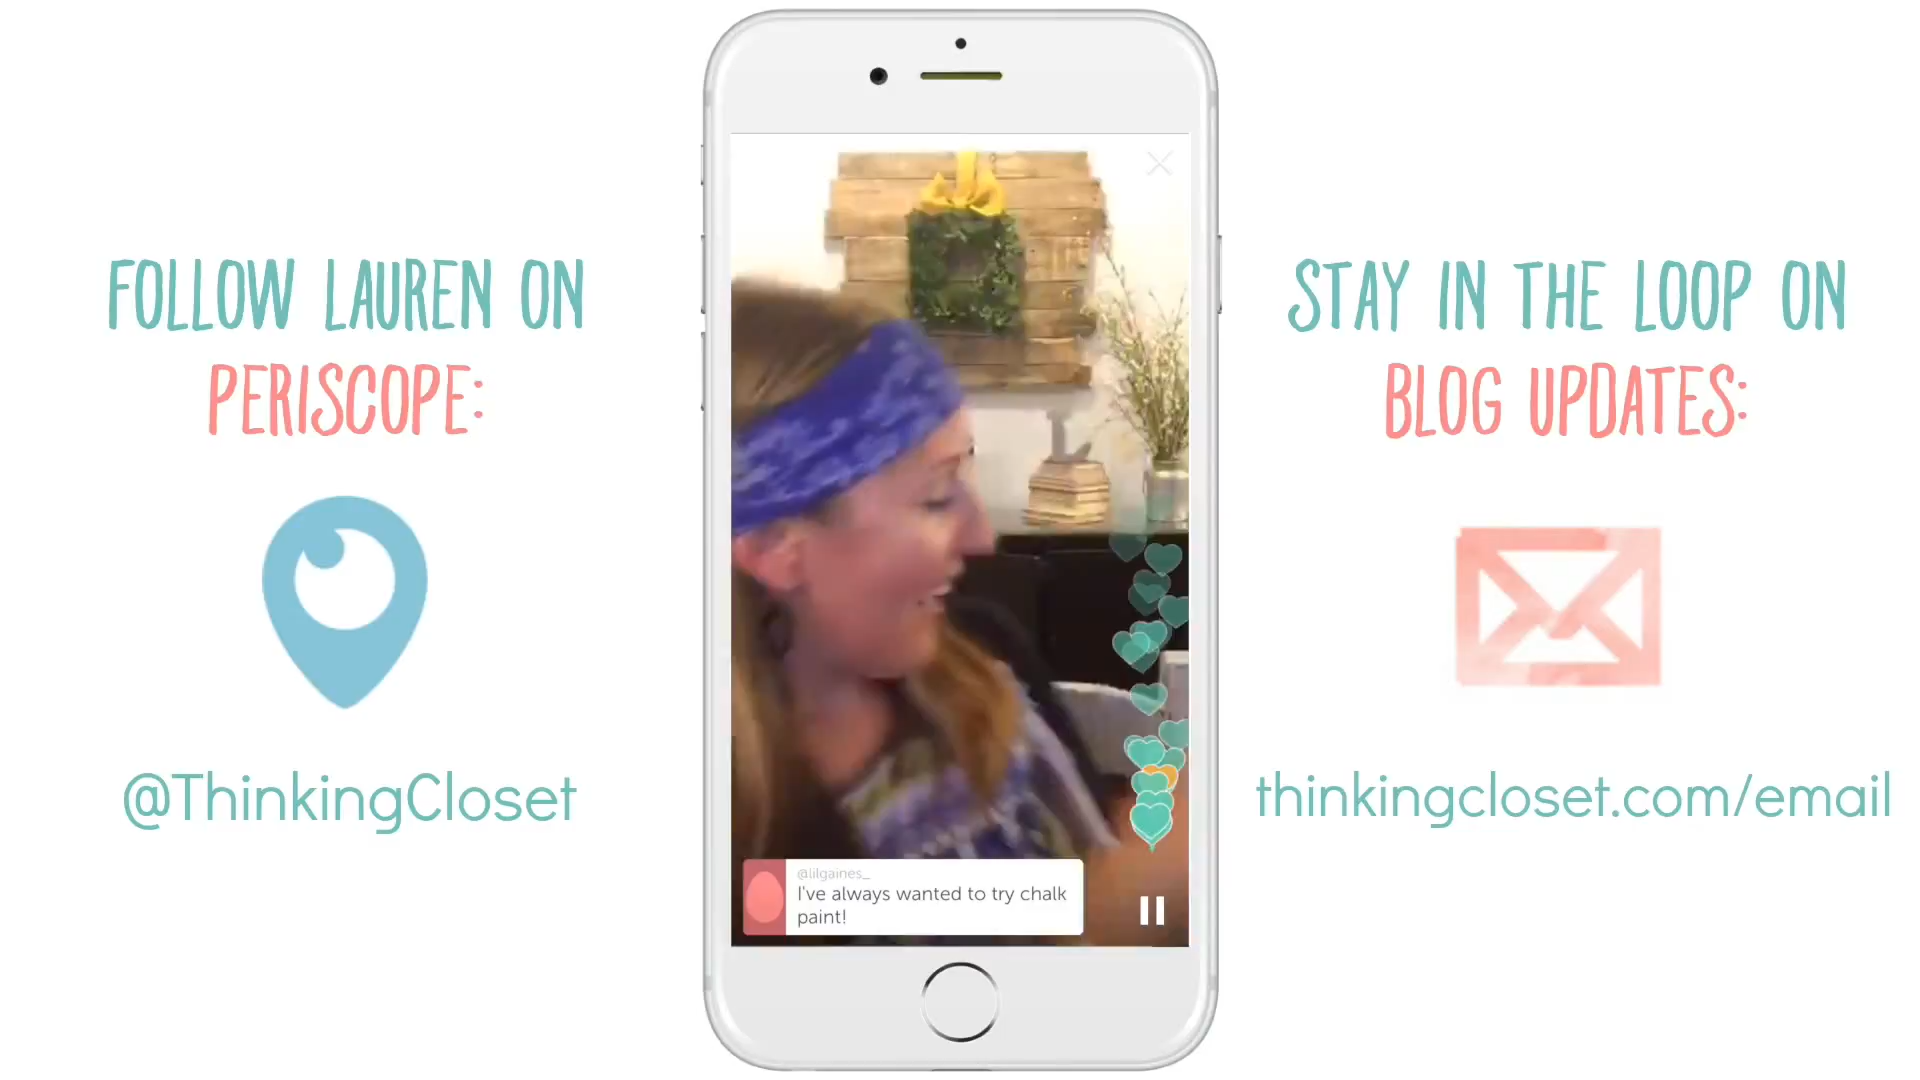 FOLLOW LAUREN ON
PERISCOPE:
@ThinkingCloset
@lilgaines_
I've always wanted to try chalk
paint!
STAY IN THE LOOP ON
BLOG UPDATES:
thinkingcloset.com/email